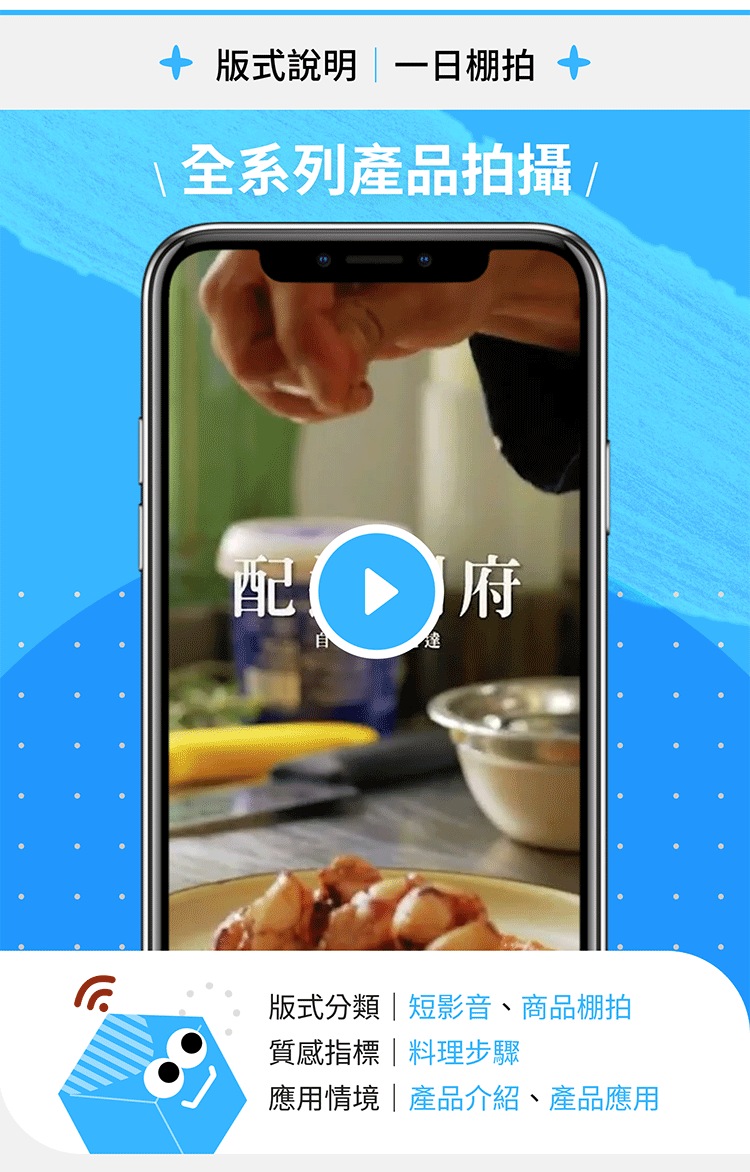 版式說明｜一日棚拍
\ 全系列產品拍攝 /
配 府
自 達
版式分類｜短影音、商品棚拍
質感指標｜料理步驟
應用情境｜產品介紹、產品應用